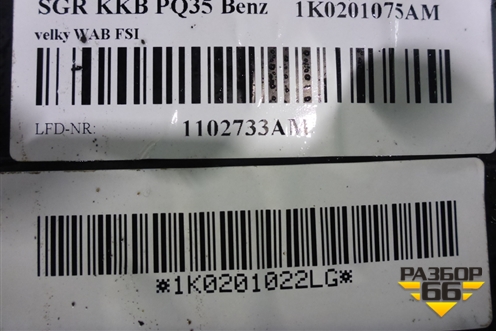 SGR KKB PQ35 Benz 1K0201075AM
velky WAB FSI
LFD-NR: 1102733AM
*1K0201022LG*
РАЗБОР
66